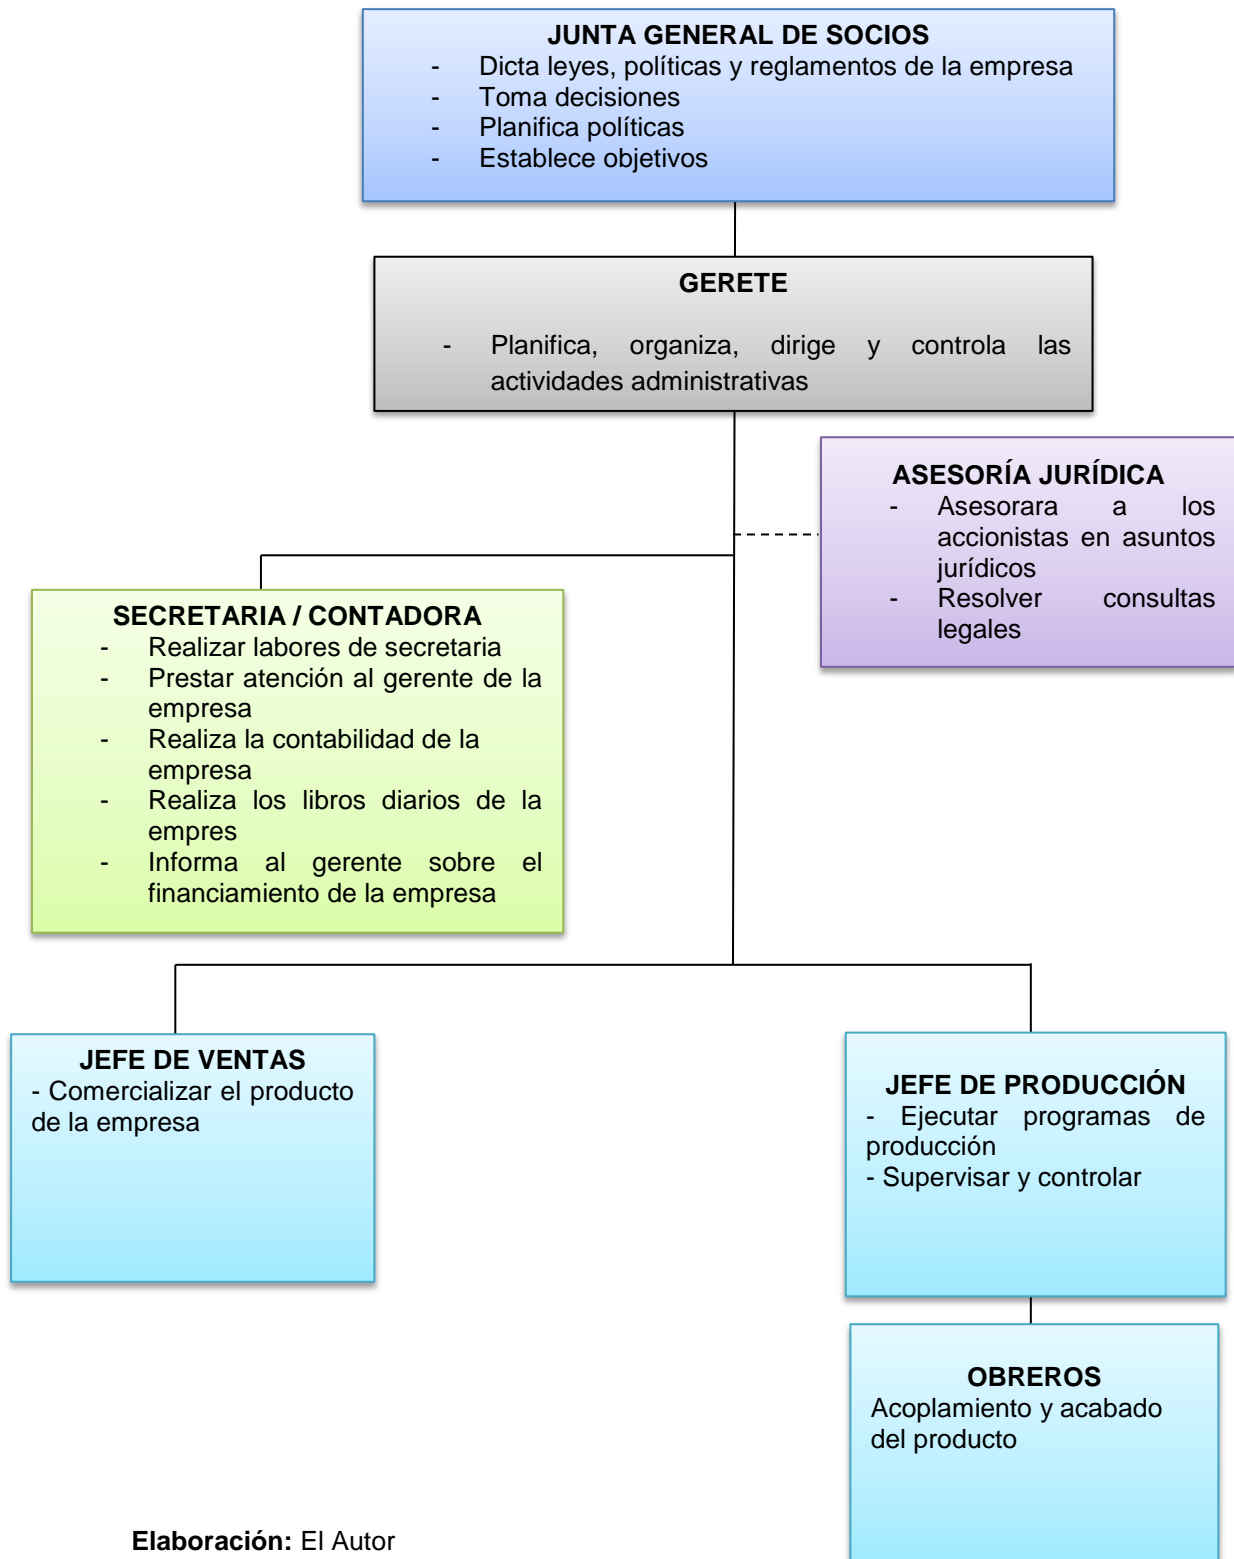 JUNTA GENERAL DE SOCIOS
- Dicta leyes, políticas y reglamentos de la empresa
- Toma decisiones
- Planifica políticas
- Establece objetivos
GERETE
- Planifica, organiza, dirige y controla las
actividades administrativas
ASESORÍA JURÍDICA
- Asesorara a los
accionistas en asuntos
jurídicos
- Resolver consultas
legales
SECRETARIA / CONTADORA
- Realizar labores de secretaria
- Prestar atención al gerente de la
empresa
- Realiza la contabilidad de la
empresa
- Realiza los libros diarios de la
empres
- Informa al gerente sobre el
financiamiento de la empresa
JEFE DE VENTAS
- Comercializar el producto
de la empresa
JEFE DE PRODUCCIÓN
- Ejecutar programas de
producción
- Supervisar y controlar
OBREROS
Acoplamiento y acabado
del producto
Elaboración: El Autor